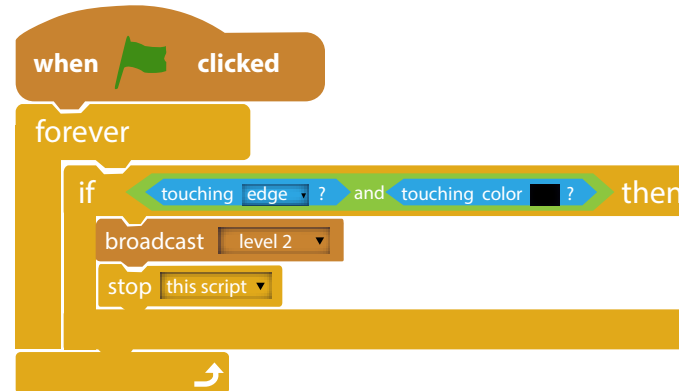 when clicked
forever
if touching edge ? and touching color ? then
broadcast level 2
stop this script